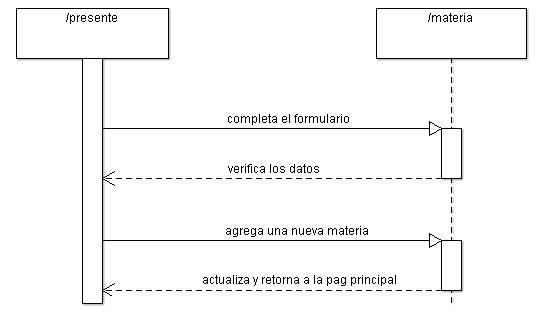 /presente
/materia
completa el formulario
verifica los datos
agrega una nueva materia
actualiza y retorna a la pag principal